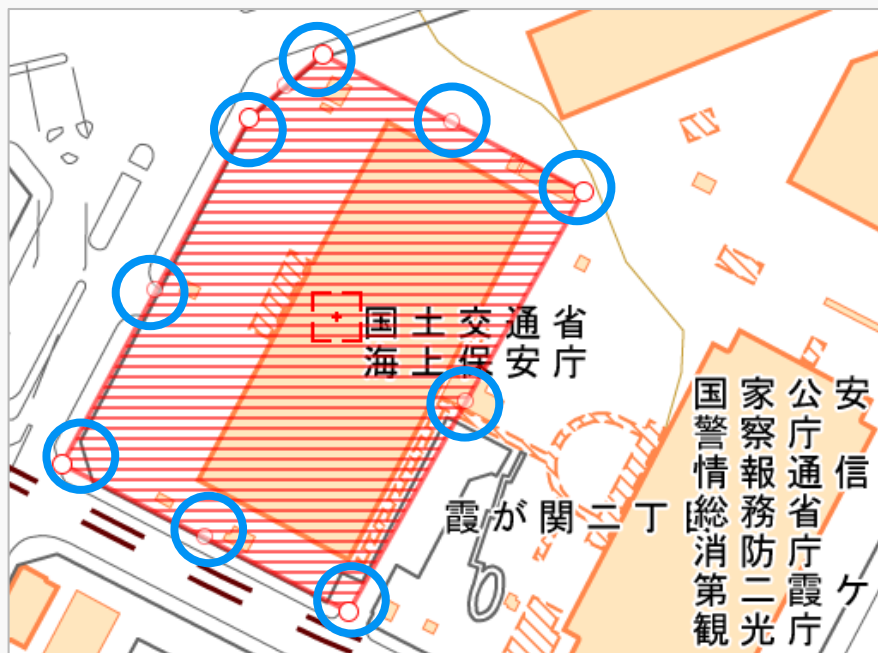 国土交通省
海上保安庁
霞が関二丁
国家公安
警察庁
情報通信
総務省
消防庁
第二霞ケ
観光庁